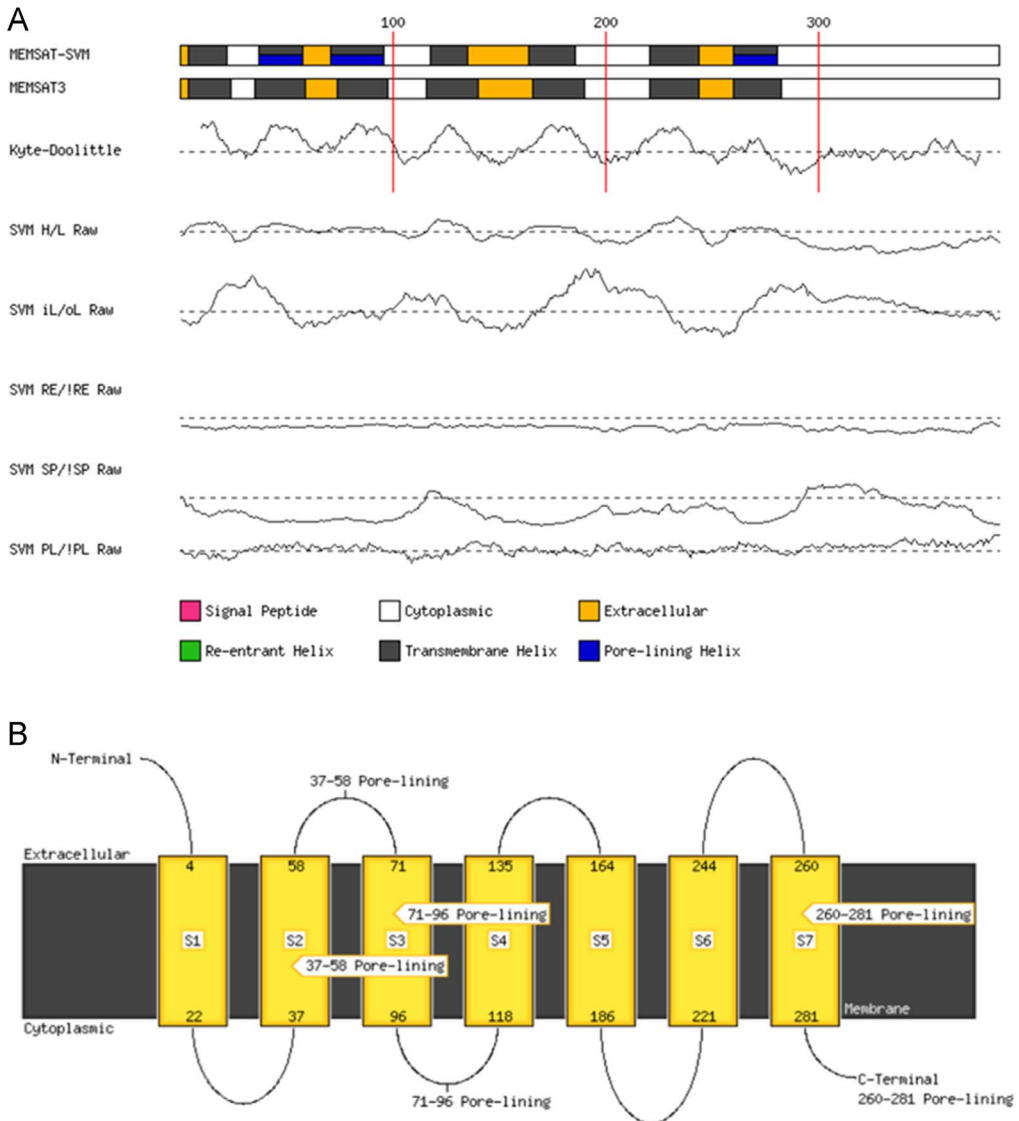 A
100 200 300
MEMSAT-SVM
MEMSAT3
Kyte-Doolittle
SVM H/L Raw
SVM iL/oL Raw
SVM RE/!RE Raw
SVM SP/!SP Raw
SVM PL/!PL Raw
Signal Peptide Cytoplasmic Extracellular
Re-entrant Helix Transmembrane Helix Pore-lining Helix
B
N-Terminal
37-58 Pore-lining
Extracellular
4 58 71 135 164 244 260
71-96 Pore-lining 260-281 Pore-lining
S1 S2 S3 S4 S5 S6 S7
37-58 Pore-lining
Membrane
22 37 96 118 186 221 281
Cytoplasmic
C-Terminal
71-96 Pore-lining 260-281 Pore-lining